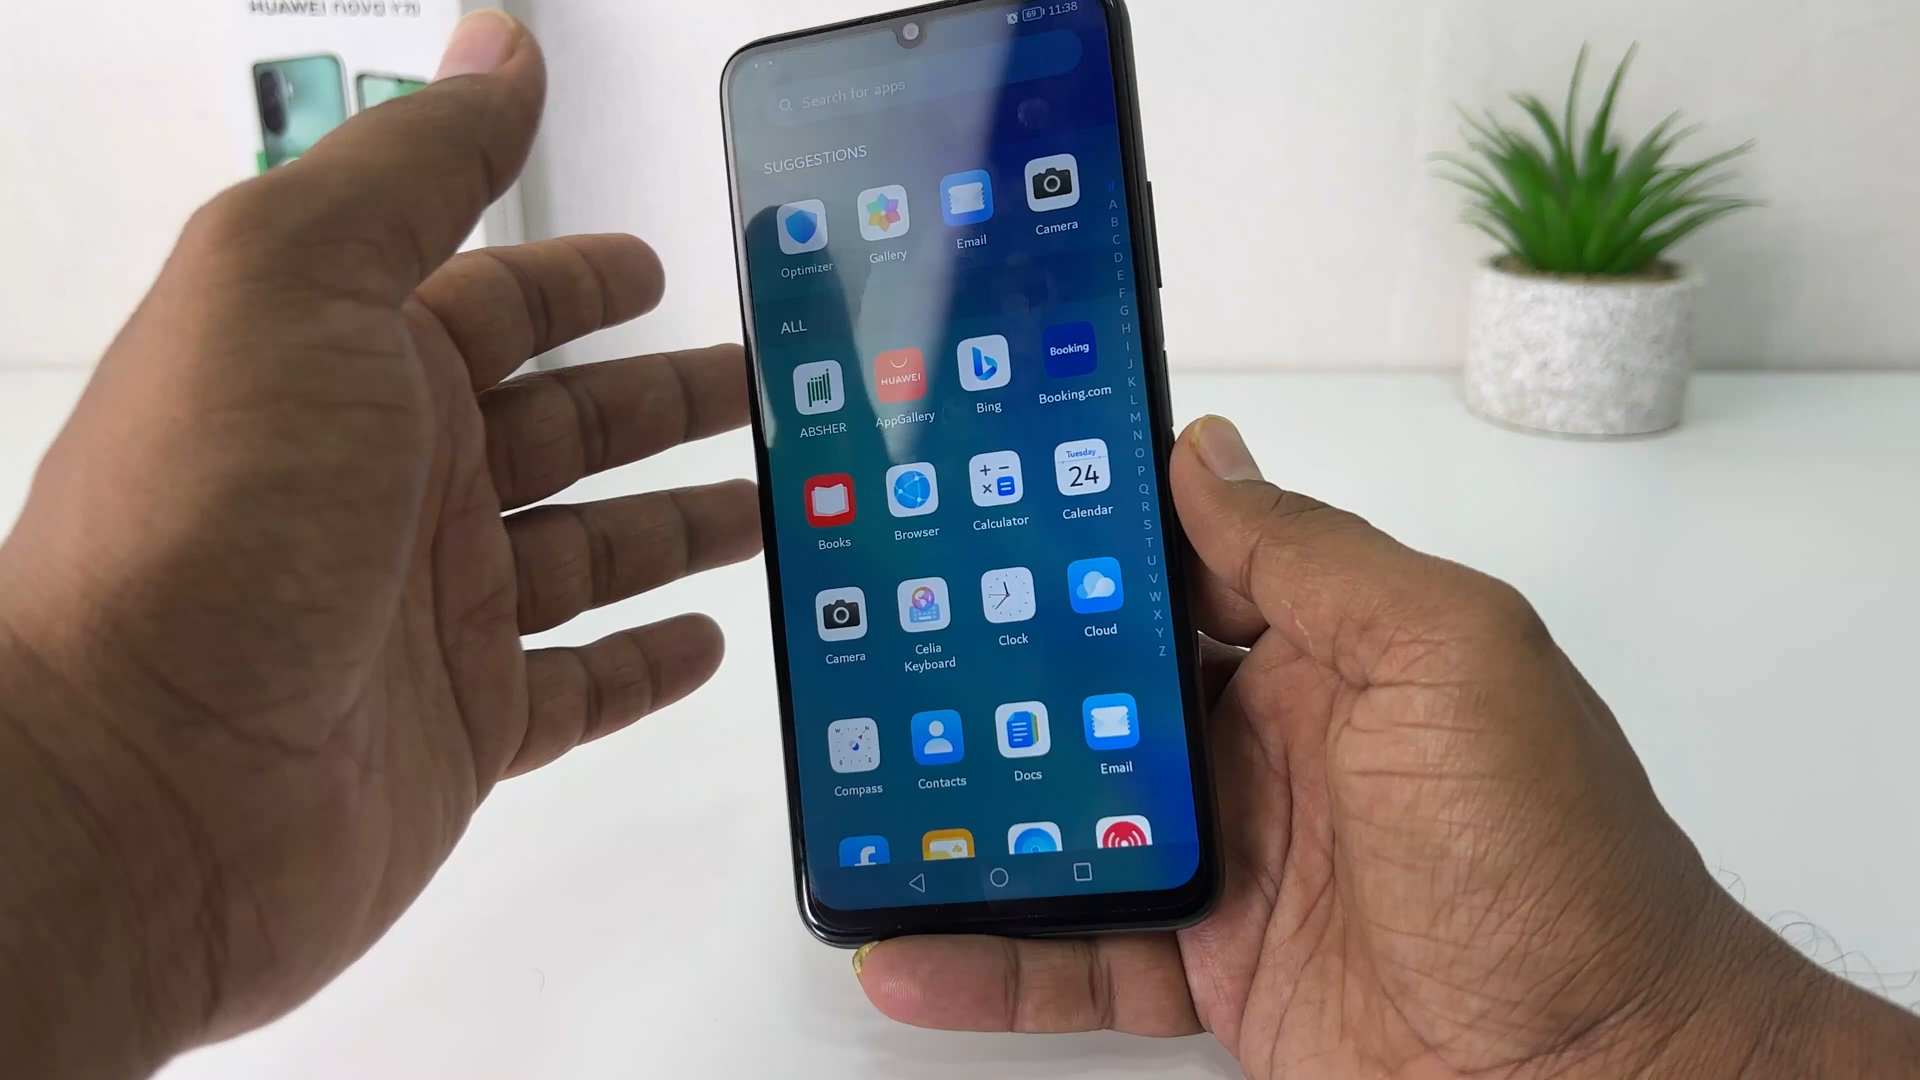 HUAWEI nova Y70
69 11:38
Search for apps
SUGGESTIONS
Optimizer
Gallery
Email
Camera
ALL
HUAWEI
Booking
ABSHER
AppGallery
Bing
Booking.com
Tuesday
24
Books
Browser
Calculator
Calendar
Camera
Celia
Keyboard
Clock
Cloud
Compass
Contacts
Docs
Email
#
A
B
C
D
E
F
G
H
I
J
K
L
M
N
O
P
Q
R
S
T
U
V
W
X
Y
Z